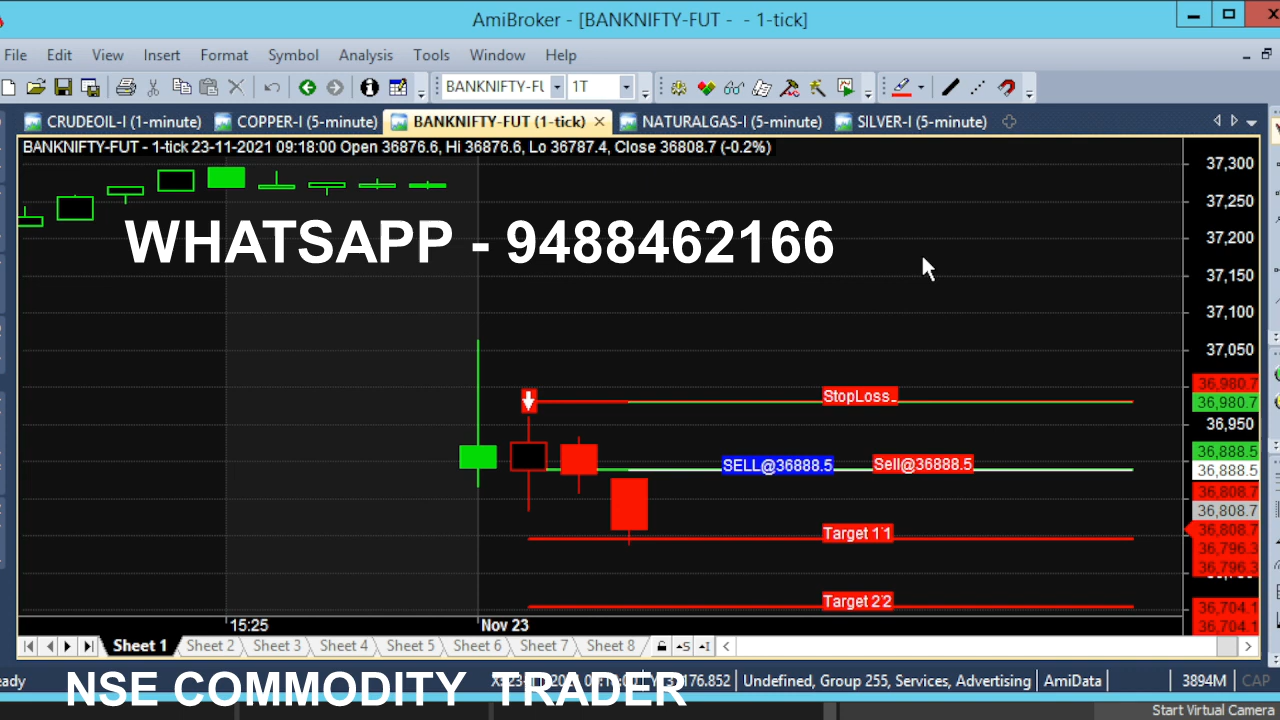 AmiBroker - [BANKNIFTY-FUT - - 1-tick]
File Edit View Insert Format Symbol Analysis Tools Window Help
BANKNIFTY-FU 1T
CRUDEOIL-I (1-minute) COPPER-I (5-minute) BANKNIFTY-FUT (1-tick) NATURALGAS-I (5-minute) SILVER-I (5-minute)
BANKNIFTY-FUT - 1-tick 23-11-2021 09:18:00 Open 36876.6, Hi 36876.6, Lo 36787.4, Close 36808.7 (-0.2%)
37,300
37,250
WHATSAPP - 9488462166
37,200
37,150
37,100
37,050
36,980.7
StopLoss_
36,980.7
36,950
36,888.5
SELL@36888.5 Sell@36888.5
36,888.5
36,808.7
36,808.7
36,808.7
Target 1
36,796.3
36,796.3
Target 2
36,704.1
15:25 Nov 23
36,704.1
Sheet 1 Sheet 2 Sheet 3 Sheet 4 Sheet 5 Sheet 6 Sheet 7 Sheet 8
NSE COMMODITY TRADER
Undefined, Group 255, Services, Advertising AmiData 3894M CAP
Start Virtual Camera